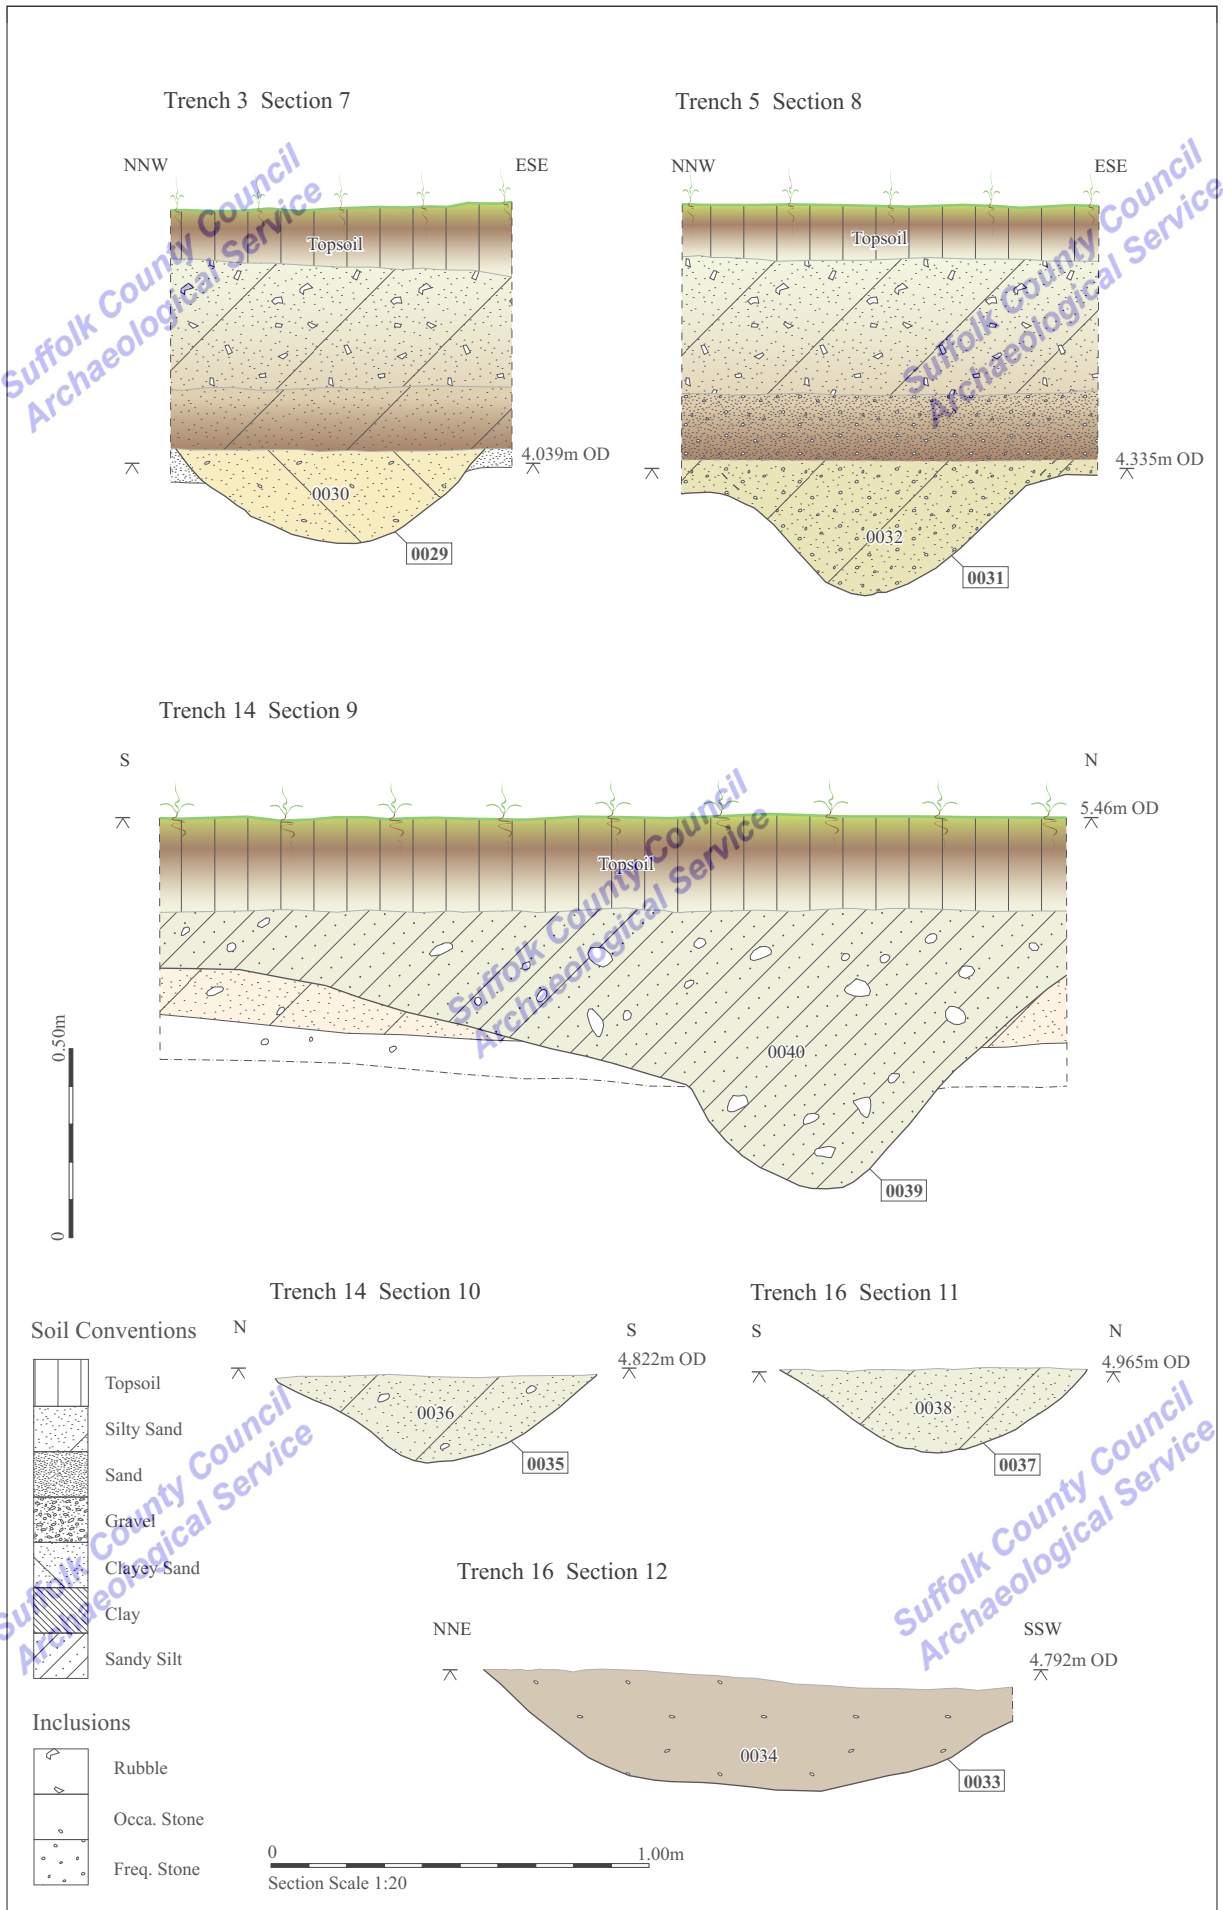 Trench 3 Section 7
Trench 5 Section 8
NNW
ESE
NNW
ESE
Topsoil
Topsoil
4.039m OD
4.335m OD
0030
0029
0032
0031
Trench 14 Section 9
S
N
5.46m OD
Topsoil
0040
0039
0.50m
0
Trench 14 Section 10
Trench 16 Section 11
N
S
S
N
4.822m OD
4.965m OD
0036
0035
0038
0037
Soil Conventions
Topsoil
Silty Sand
Sand
Gravel
Clayey Sand
Clay
Sandy Silt
Trench 16 Section 12
NNE
SSW
4.792m OD
0034
0033
Inclusions
Rubble
Occa. Stone
Freq. Stone
0
1.00m
Section Scale 1:20
Suffolk County Council
Archaeological Service
Suffolk County Council
Archaeological Service
Suffolk County Council
Archaeological Service
Suffolk County Council
Archaeological Service
Suffolk County Council
Archaeological Service